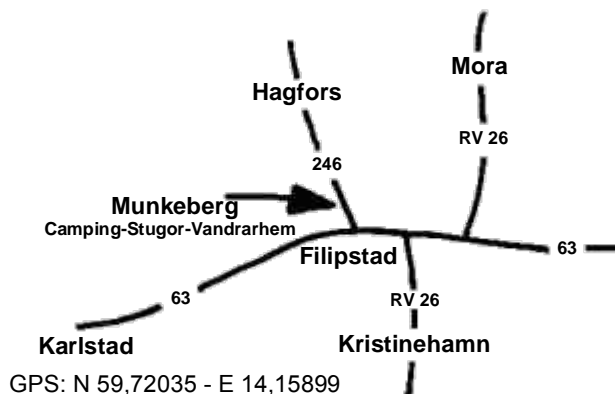 Mora
Hagfors
RV 26
246
Munkeberg
Camping-Stugor-Vandrarhem
Filipstad
63
63
RV 26
Karlstad
Kristinehamn
GPS: N 59,72035 - E 14,15899